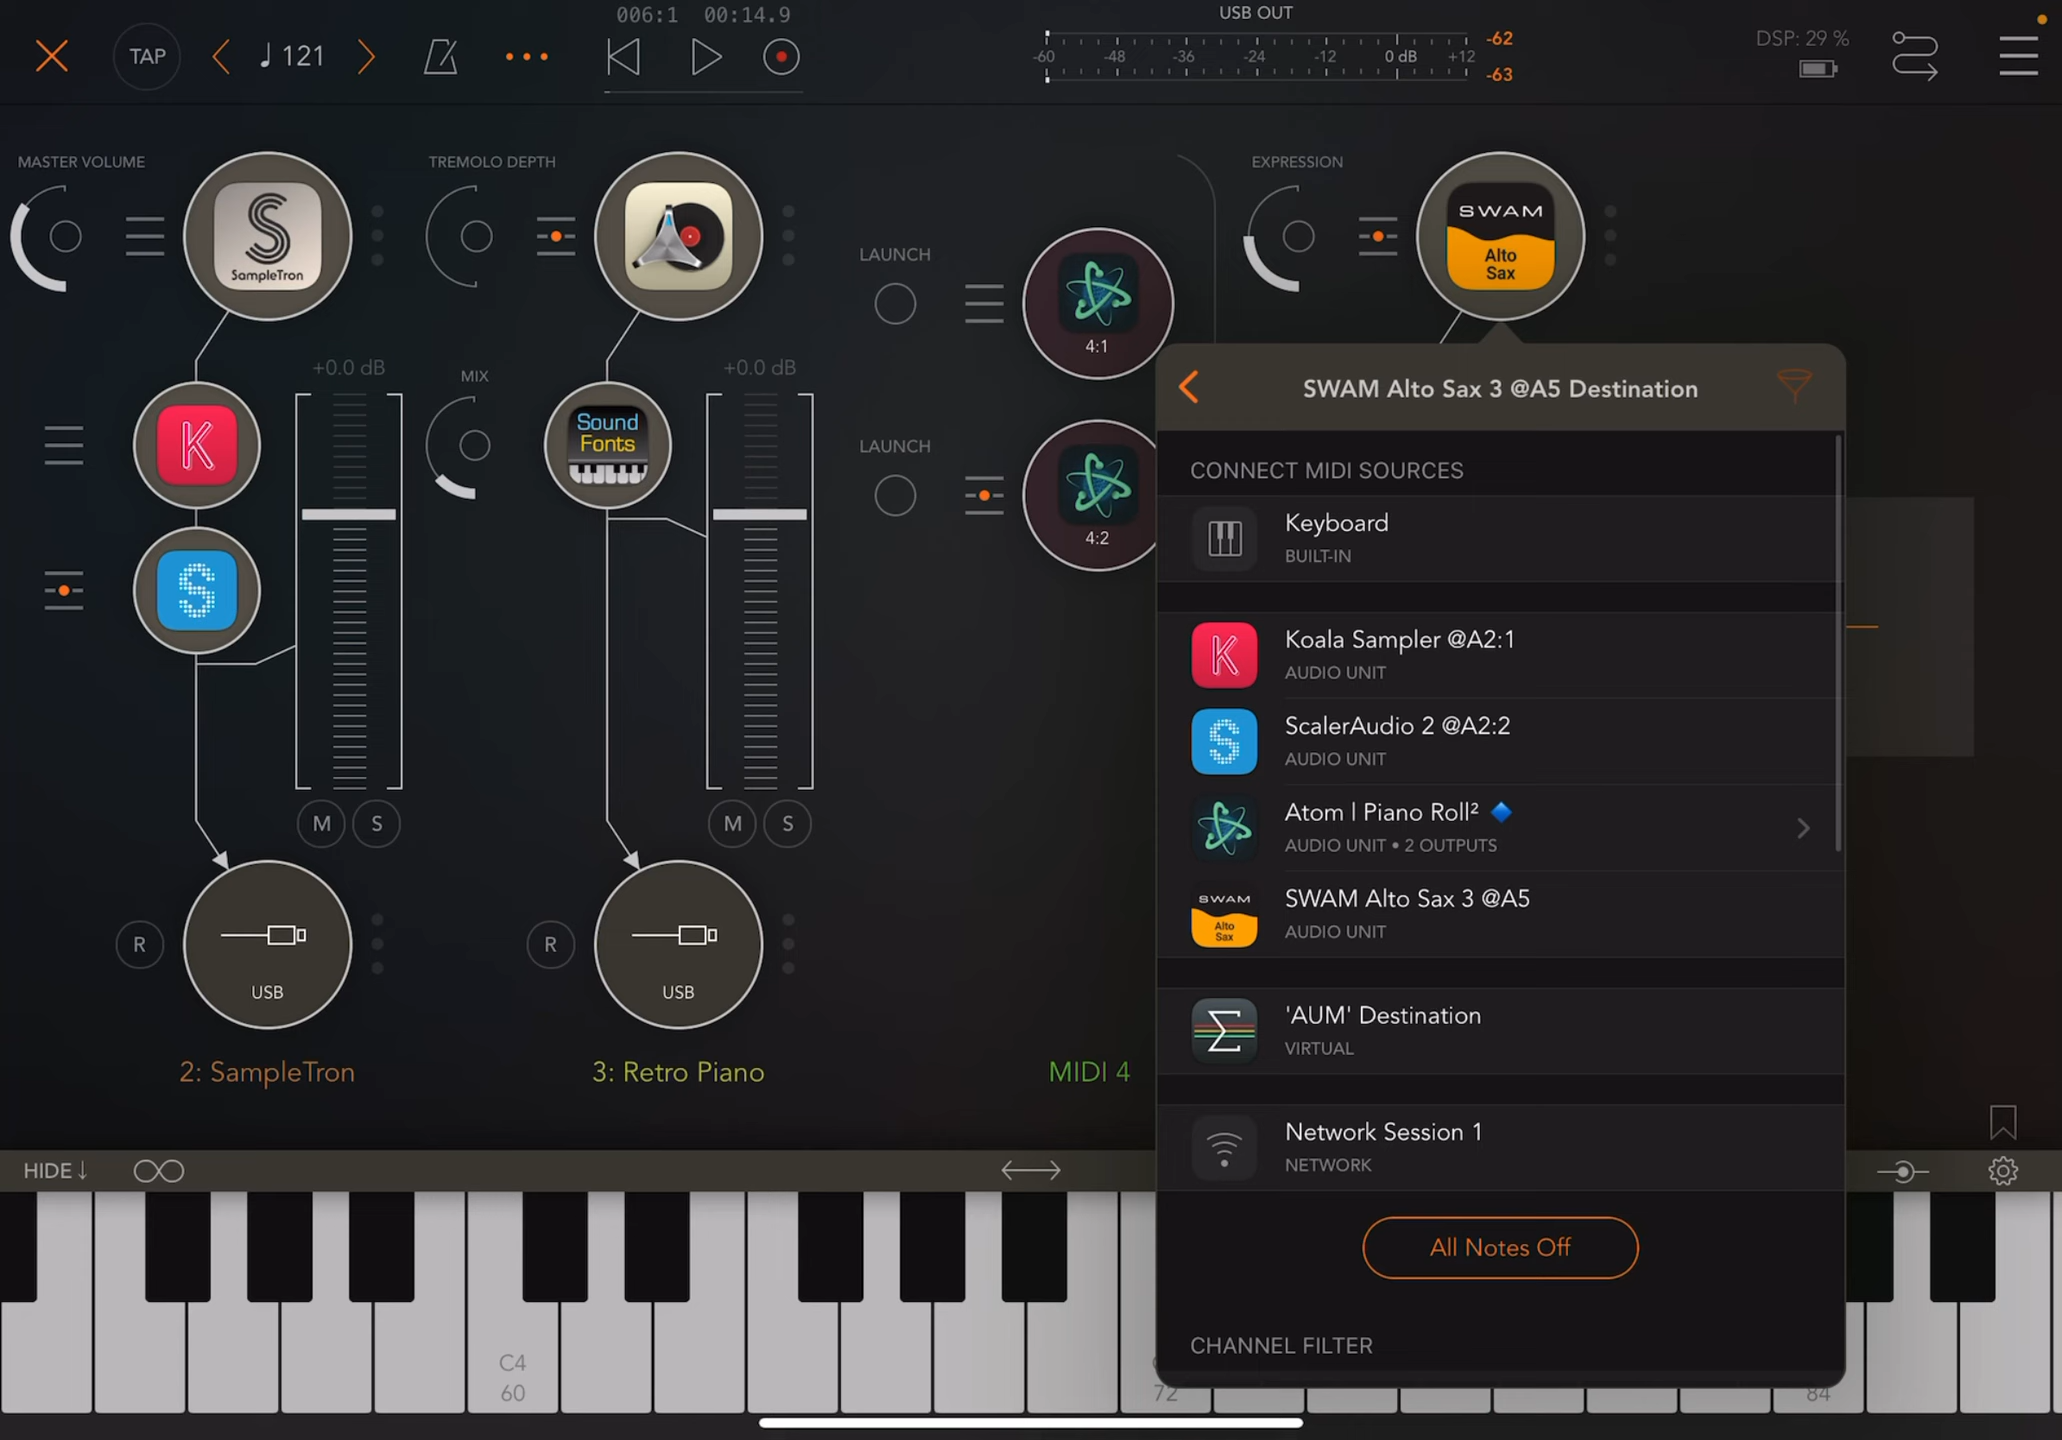 006:1 00:14.9
USB OUT
TAP
♩ 121
-60 -48 -36 -24 -12 0 dB +12
-62
-63
DSP: 29 %
MASTER VOLUME
SampleTron
TREMOLO DEPTH
EXPRESSION
SWAM
Alto
Sax
LAUNCH
4:1
+0.0 dB
MIX
+0.0 dB
K
Sound
Fonts
LAUNCH
4:2
S
M S
M S
R
USB
R
USB
2: SampleTron
3: Retro Piano
MIDI 4
SWAM Alto Sax 3 @A5 Destination
CONNECT MIDI SOURCES
Keyboard
BUILT-IN
K
Koala Sampler @A2:1
AUDIO UNIT
S
ScalerAudio 2 @A2:2
AUDIO UNIT
Atom | Piano Roll² 🔷
AUDIO UNIT • 2 OUTPUTS
SWAM
Alto
Sax
SWAM Alto Sax 3 @A5
AUDIO UNIT
Σ
'AUM' Destination
VIRTUAL
Network Session 1
NETWORK
All Notes Off
CHANNEL FILTER
HIDE↓
C4
60
72
84